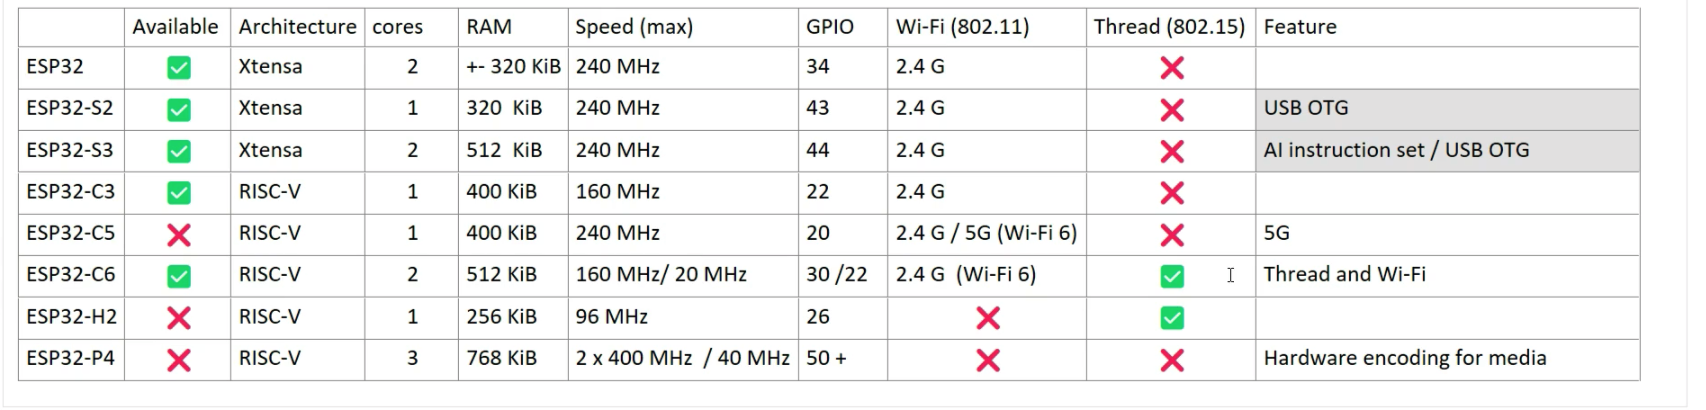 Available Architecture cores RAM Speed (max) GPIO Wi-Fi (802.11) Thread (802.15) Feature
ESP32 Xtensa 2 +- 320 KiB 240 MHz 34 2.4 G
ESP32-S2 Xtensa 1 320 KiB 240 MHz 43 2.4 G USB OTG
ESP32-S3 Xtensa 2 512 KiB 240 MHz 44 2.4 G AI instruction set / USB OTG
ESP32-C3 RISC-V 1 400 KiB 160 MHz 22 2.4 G
ESP32-C5 RISC-V 1 400 KiB 240 MHz 20 2.4 G / 5G (Wi-Fi 6) 5G
ESP32-C6 RISC-V 2 512 KiB 160 MHz/ 20 MHz 30 /22 2.4 G (Wi-Fi 6) Thread and Wi-Fi
ESP32-H2 RISC-V 1 256 KiB 96 MHz 26
ESP32-P4 RISC-V 3 768 KiB 2 x 400 MHz / 40 MHz 50 + Hardware encoding for media